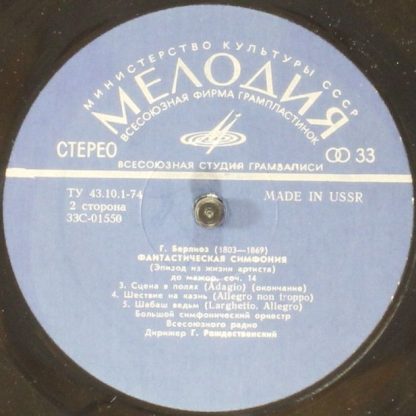 МИНИСТЕРСТВО КУЛЬТУРЫ СССР
МЕЛОДИЯ
ВСЕСОЮЗНАЯ ФИРМА ГРАМПЛАСТИНОК
СТЕРЕО
33
ВСЕСОЮЗНАЯ СТУДИЯ ГРАМЗАПИСИ
ТУ 43.10.1-74
MADE IN USSR
2 сторона
33С-01550
Г. Берлиоз (1803—1869)
ФАНТАСТИЧЕСКАЯ СИМФОНИЯ
(Эпизод из жизни артиста)
до мажор, соч. 14
3. Сцена в полях (Adagio) (окончание)
4. Шествие на казнь (Allegro non troppo)
5. Шабаш ведьм (Larghetto. Allegro)
Большой симфонический оркестр
Всесоюзного радио
Дирижер Г. Рождественский